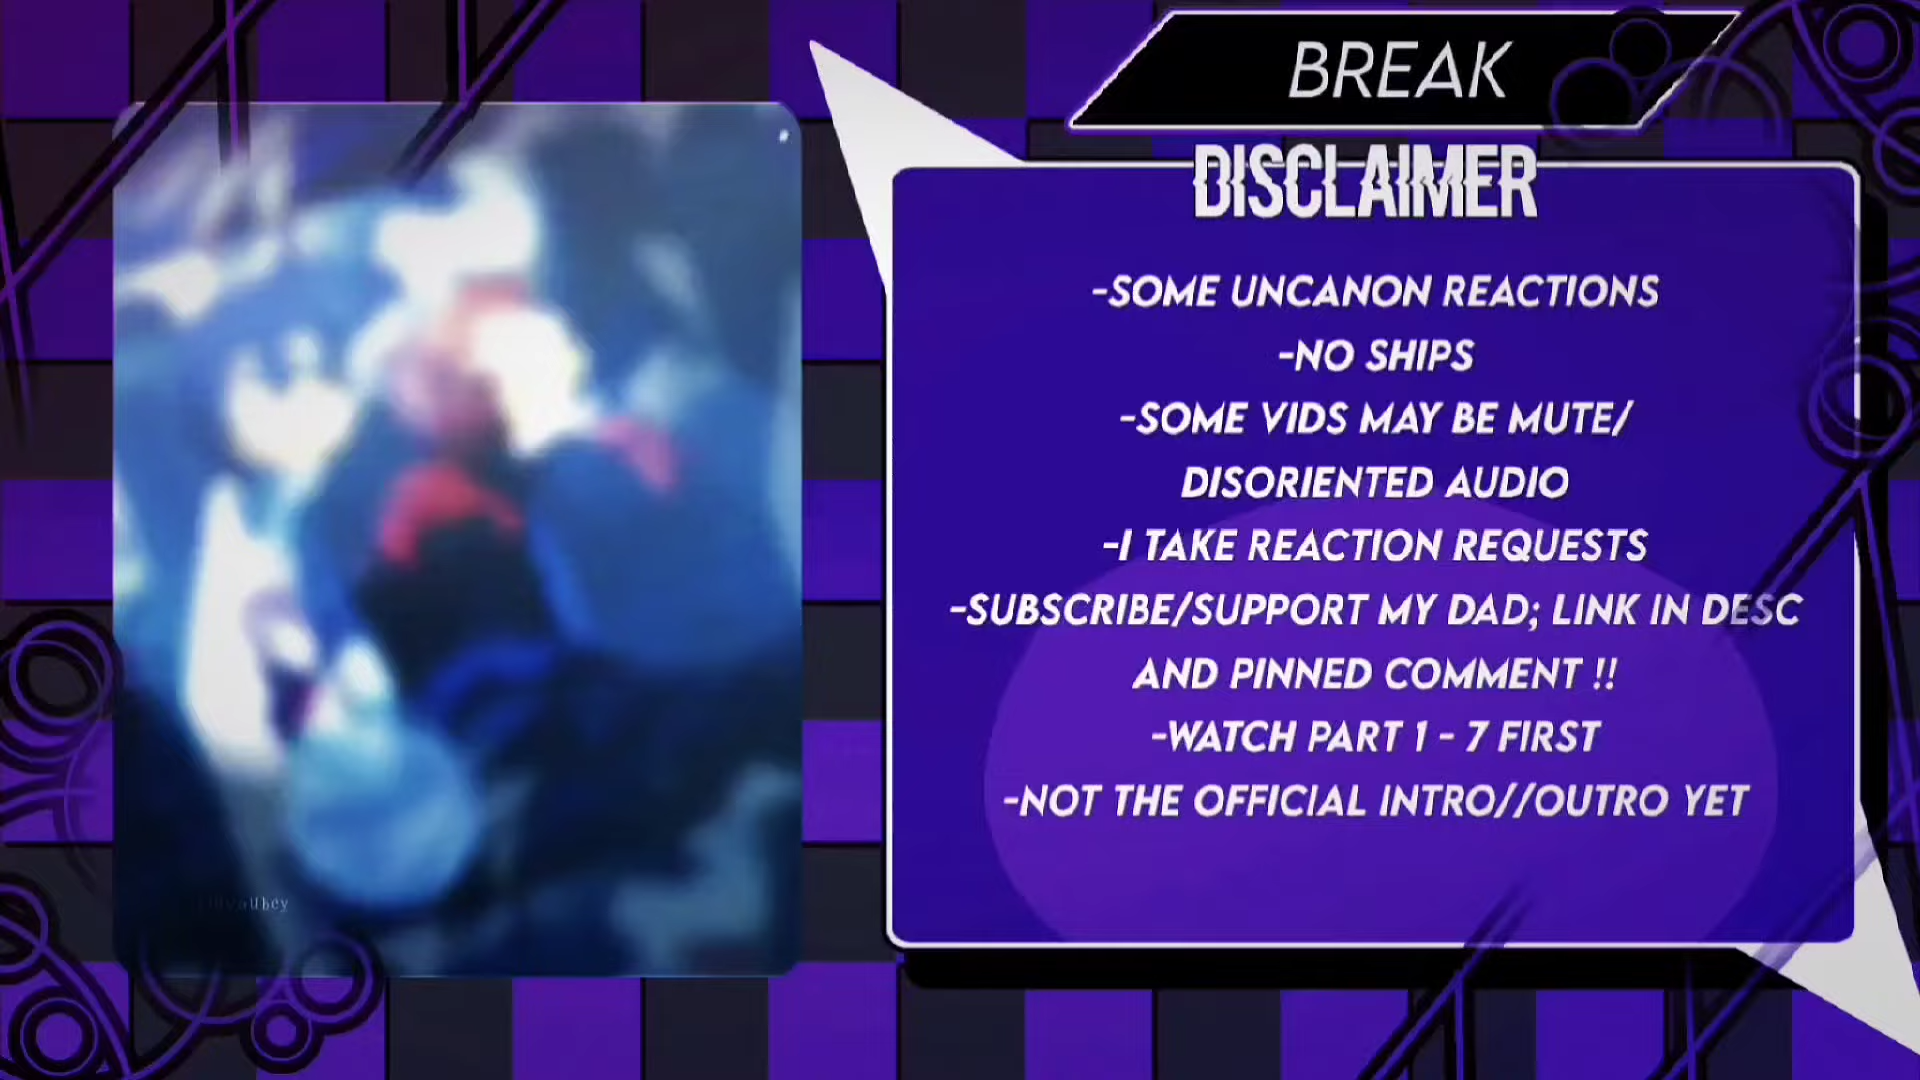 BREAK
DISCLAIMER
-SOME UNCANON REACTIONS
-NO SHIPS
-SOME VIDS MAY BE MUTE/
DISORIENTED AUDIO
-I TAKE REACTION REQUESTS
-SUBSCRIBE/SUPPORT MY DAD; LINK IN DESC
AND PINNED COMMENT !!
-WATCH PART 1 - 7 FIRST
-NOT THE OFFICIAL INTRO//OUTRO YET